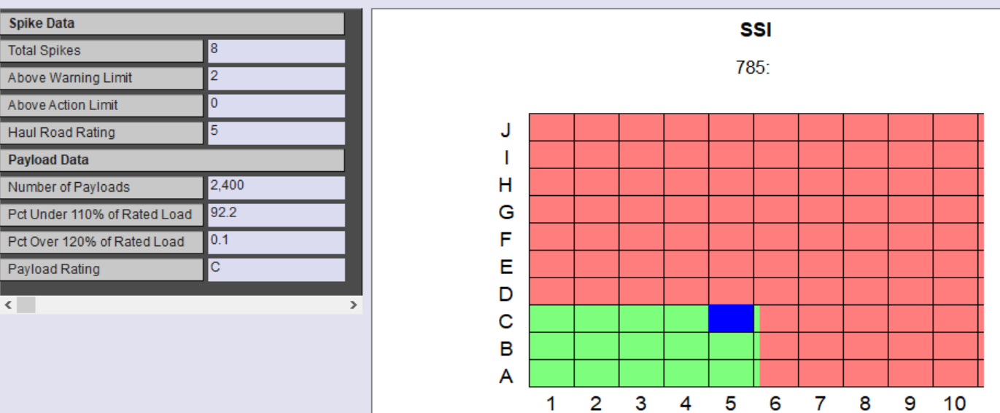 Spike Data
Total Spikes 8
Above Warning Limit 2
Above Action Limit 0
Haul Road Rating 5
Payload Data
Number of Payloads 2,400
Pct Under 110% of Rated Load 92.2
Pct Over 120% of Rated Load 0.1
Payload Rating C
SSI
785:
J
I
H
G
F
E
D
C
B
A
1 2 3 4 5 6 7 8 9 10